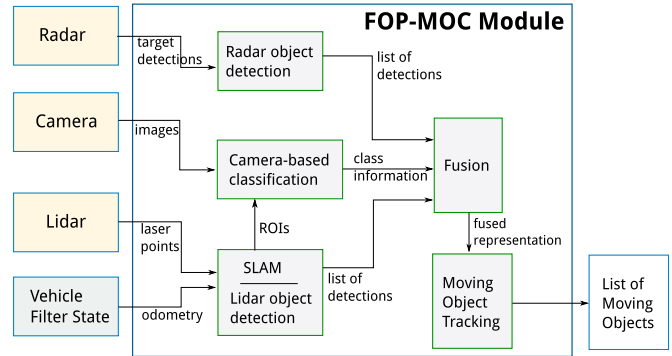 FOP-MOC Module
Radar
target
detections
Radar object
detection
list of
detections
Camera
images
Camera-based
classification
class
information
Fusion
Lidar
laser
points
ROIs
SLAM
Lidar object
detection
list of
detections
fused
representation
Vehicle
Filter State
odometry
Moving
Object
Tracking
List of
Moving
Objects